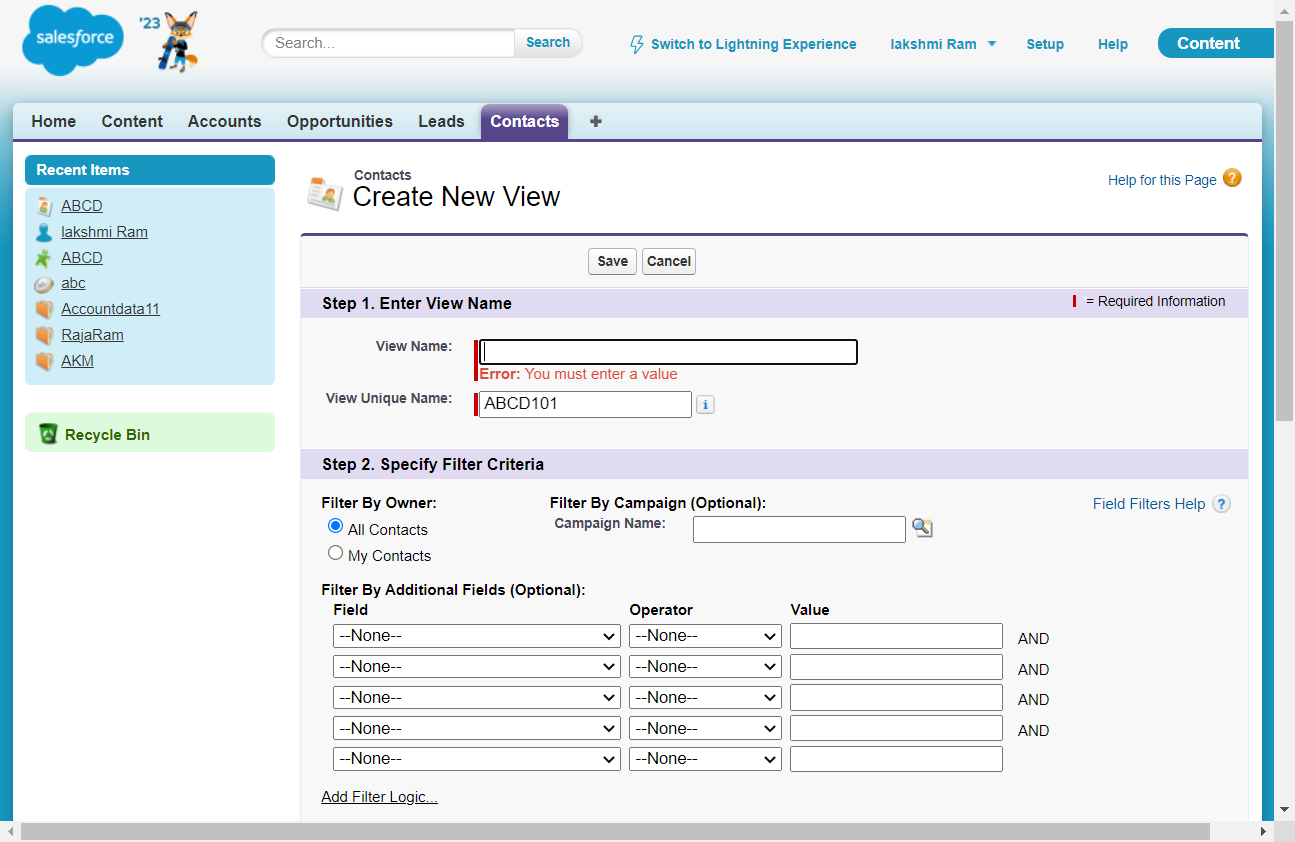 salesforce
'23
Search...
Search
Switch to Lightning Experience
lakshmi Ram
Setup
Help
Content
Home
Content
Accounts
Opportunities
Leads
Contacts
Recent Items
ABCD
lakshmi Ram
ABCD
abc
Accountdata11
RajaRam
AKM
Recycle Bin
Contacts
Create New View
Help for this Page
Save
Cancel
Step 1. Enter View Name
= Required Information
View Name:
Error: You must enter a value
View Unique Name:
ABCD101
Step 2. Specify Filter Criteria
Filter By Owner:
All Contacts
My Contacts
Filter By Campaign (Optional):
Campaign Name:
Field Filters Help
Filter By Additional Fields (Optional):
Field Operator Value
--None-- --None-- AND
--None-- --None-- AND
--None-- --None-- AND
--None-- --None-- AND
--None-- --None--
Add Filter Logic...